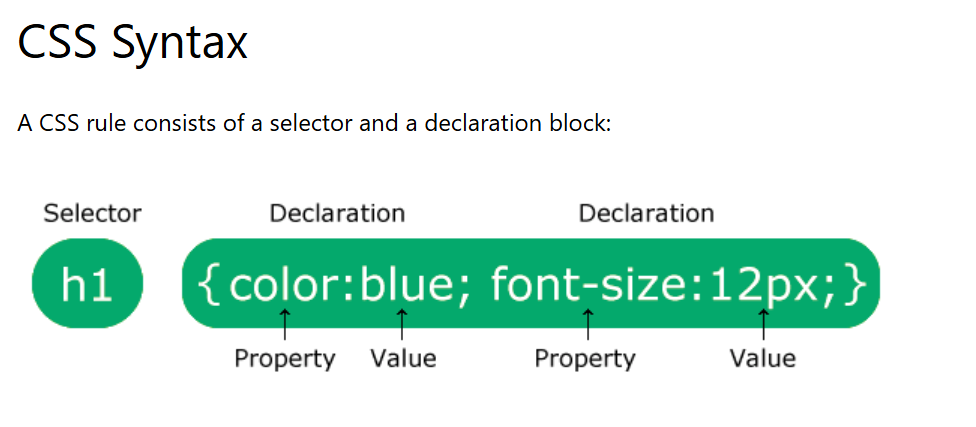 CSS Syntax
A CSS rule consists of a selector and a declaration block:
Selector Declaration Declaration
h1 {color:blue; font-size:12px;}
Property Value Property Value